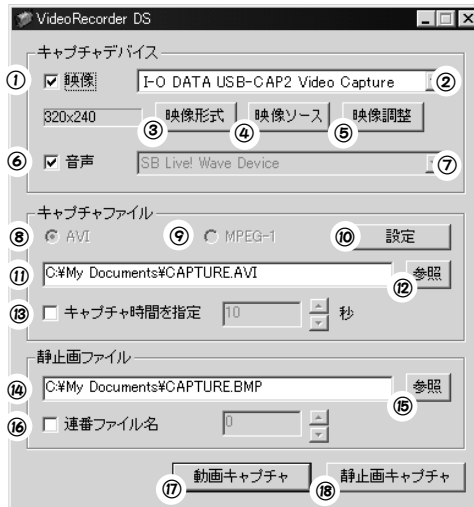 VideoRecorder DS
キャプチャデバイス
① 映像 I-O DATA USB-CAP2 Video Capture ②
320x240 ③ 映像形式 ④ 映像ソース ⑤ 映像調整
⑥ 音声 SB Live! Wave Device ⑦
キャプチャファイル
⑧ AVI ⑨ MPEG-1 ⑩ 設定
⑪ C:¥My Documents¥CAPTURE.AVI ⑫ 参照
⑬ キャプチャ時間を指定 10 秒
静止画ファイル
⑭ C:¥My Documents¥CAPTURE.BMP ⑮ 参照
⑯ 連番ファイル名 0
⑰ 動画キャプチャ ⑱ 静止画キャプチャ